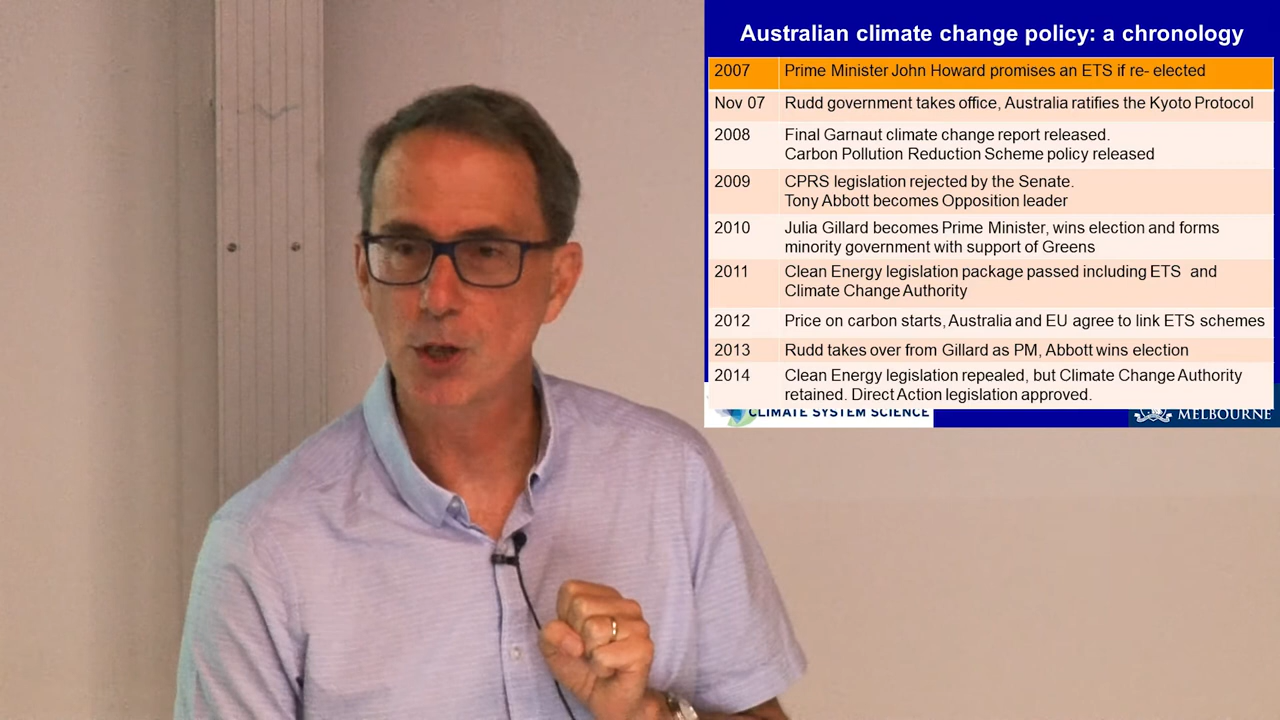 Australian climate change policy: a chronology
2007 Prime Minister John Howard promises an ETS if re- elected
Nov 07 Rudd government takes office, Australia ratifies the Kyoto Protocol
2008 Final Garnaut climate change report released.
Carbon Pollution Reduction Scheme policy released
2009 CPRS legislation rejected by the Senate.
Tony Abbott becomes Opposition leader
2010 Julia Gillard becomes Prime Minister, wins election and forms
minority government with support of Greens
2011 Clean Energy legislation package passed including ETS and
Climate Change Authority
2012 Price on carbon starts, Australia and EU agree to link ETS schemes
2013 Rudd takes over from Gillard as PM, Abbott wins election
2014 Clean Energy legislation repealed, but Climate Change Authority
retained. Direct Action legislation approved.
CLIMATE SYSTEM SCIENCE
MELBOURNE